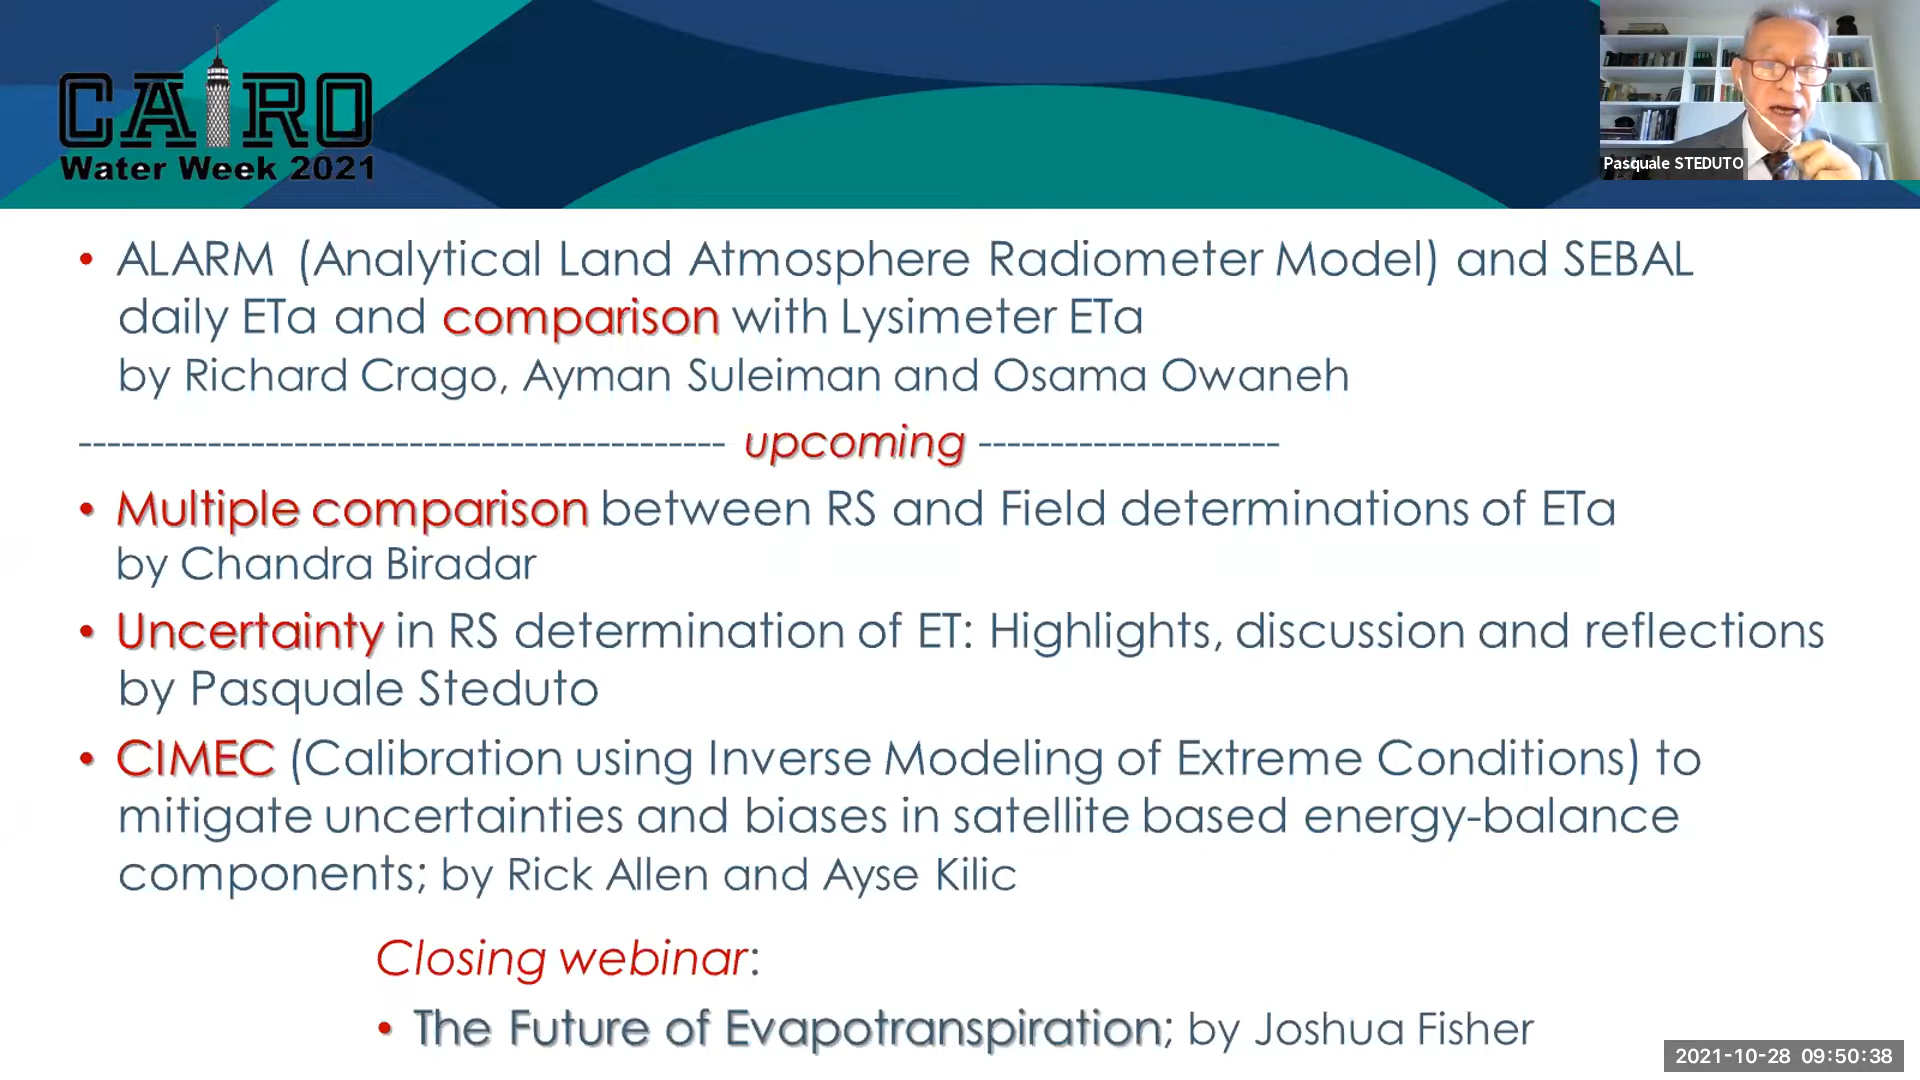 CAIRO
Water Week 2021
Pasquale STEDUTO
• ALARM (Analytical Land Atmosphere Radiometer Model) and SEBAL
daily ETa and comparison with Lysimeter ETa
by Richard Crago, Ayman Suleiman and Osama Owaneh
--------------------------------------------- upcoming ---------------------
• Multiple comparison between RS and Field determinations of ETa
by Chandra Biradar
• Uncertainty in RS determination of ET: Highlights, discussion and reflections
by Pasquale Steduto
• CIMEC (Calibration using Inverse Modeling of Extreme Conditions) to
mitigate uncertainties and biases in satellite based energy-balance
components; by Rick Allen and Ayse Kilic
Closing webinar:
• The Future of Evapotranspiration; by Joshua Fisher
2021-10-28 09:50:38